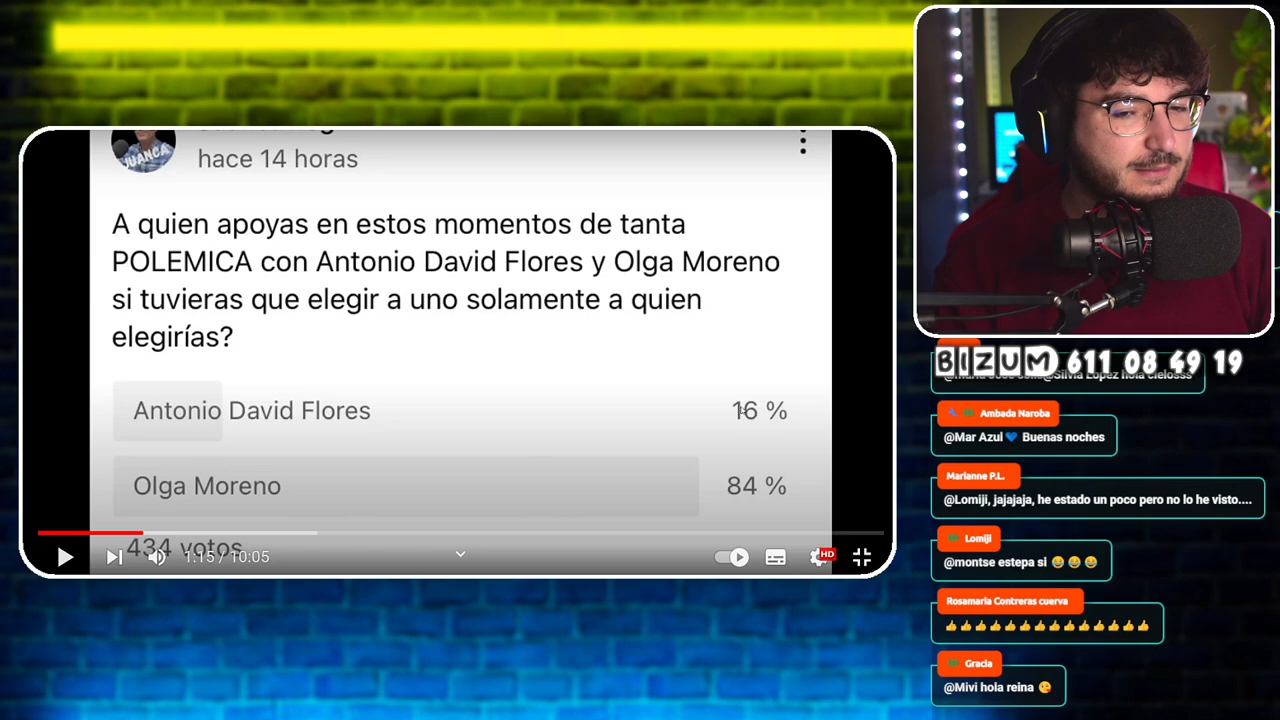 JUANCA
hace 14 horas
A quien apoyas en estos momentos de tanta
POLEMICA con Antonio David Flores y Olga Moreno
si tuvieras que elegir a uno solamente a quien
elegirías?
Antonio David Flores 16 %
Olga Moreno 84 %
434 votos
1:15 / 10:05
HD
BIZUM 611 08 49 19
Ambada Naroba
@Mar Azul 💙 Buenas noches
Marianne P.L.
@Lomiji, jajajaja, he estado un poco pero no lo he visto....
Lomiji
@montse estepa si 😂😂😂
Rosamaria Contreras cuerva
👍👍👍👍👍👍👍👍👍👍👍👍👍👍
Gracia
@Mivi hola reina 😘